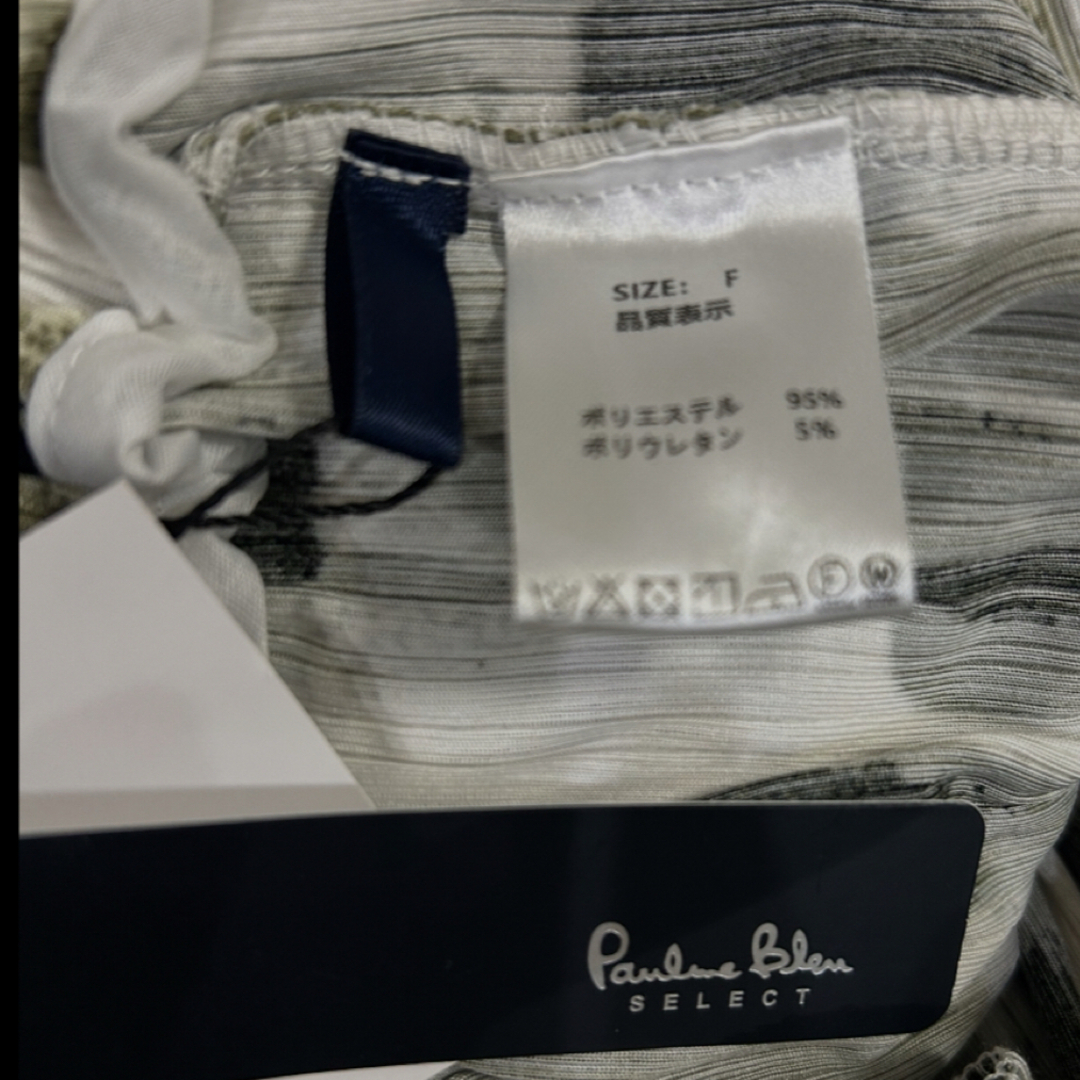 SIZE: F
品質表示
ポリエステル 95%
ポリウレタン 5%
F W
Pauline Bleu
SELECT